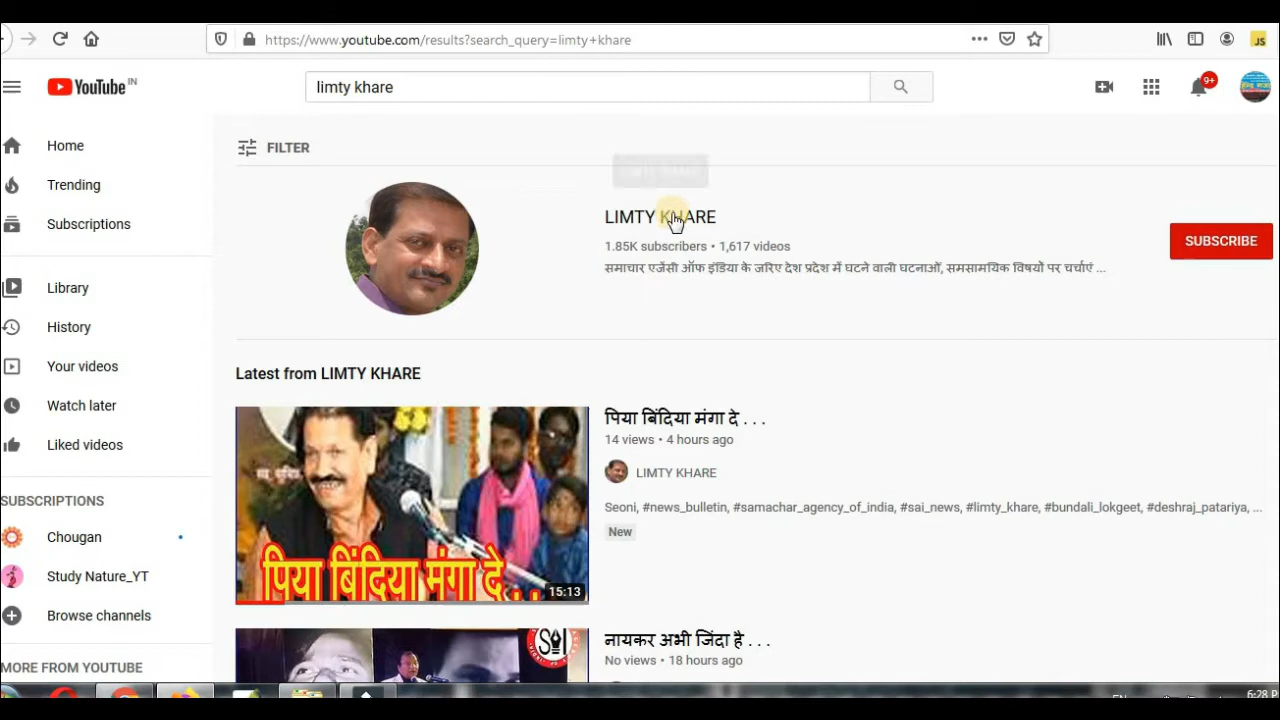 https://www.youtube.com/results?search_query=limty+khare
JS
YouTube IN
limty khare
9+
Home
Trending
Subscriptions
Library
History
Your videos
Watch later
Liked videos
SUBSCRIPTIONS
Chougan
Study Nature_YT
Browse channels
MORE FROM YOUTUBE
FILTER
LIMTY KHARE
1.85K subscribers • 1,617 videos
समाचार एजेंसी ऑफ इंडिया के जरिए देश प्रदेश में घटने वाली घटनाओं, समसामयिक विषयों पर चर्चाएं ...
SUBSCRIBE
Latest from LIMTY KHARE
पिया बिंदिया मंगा दे . . .
15:13
पिया बिंदिया मंगा दे . . .
14 views • 4 hours ago
LIMTY KHARE
Seoni, #news_bulletin, #samachar_agency_of_india, #sai_news, #limty_khare, #bundali_lokgeet, #deshraj_patariya, ...
New
नायकर अभी जिंदा है . . .
No views • 18 hours ago
6:28 P